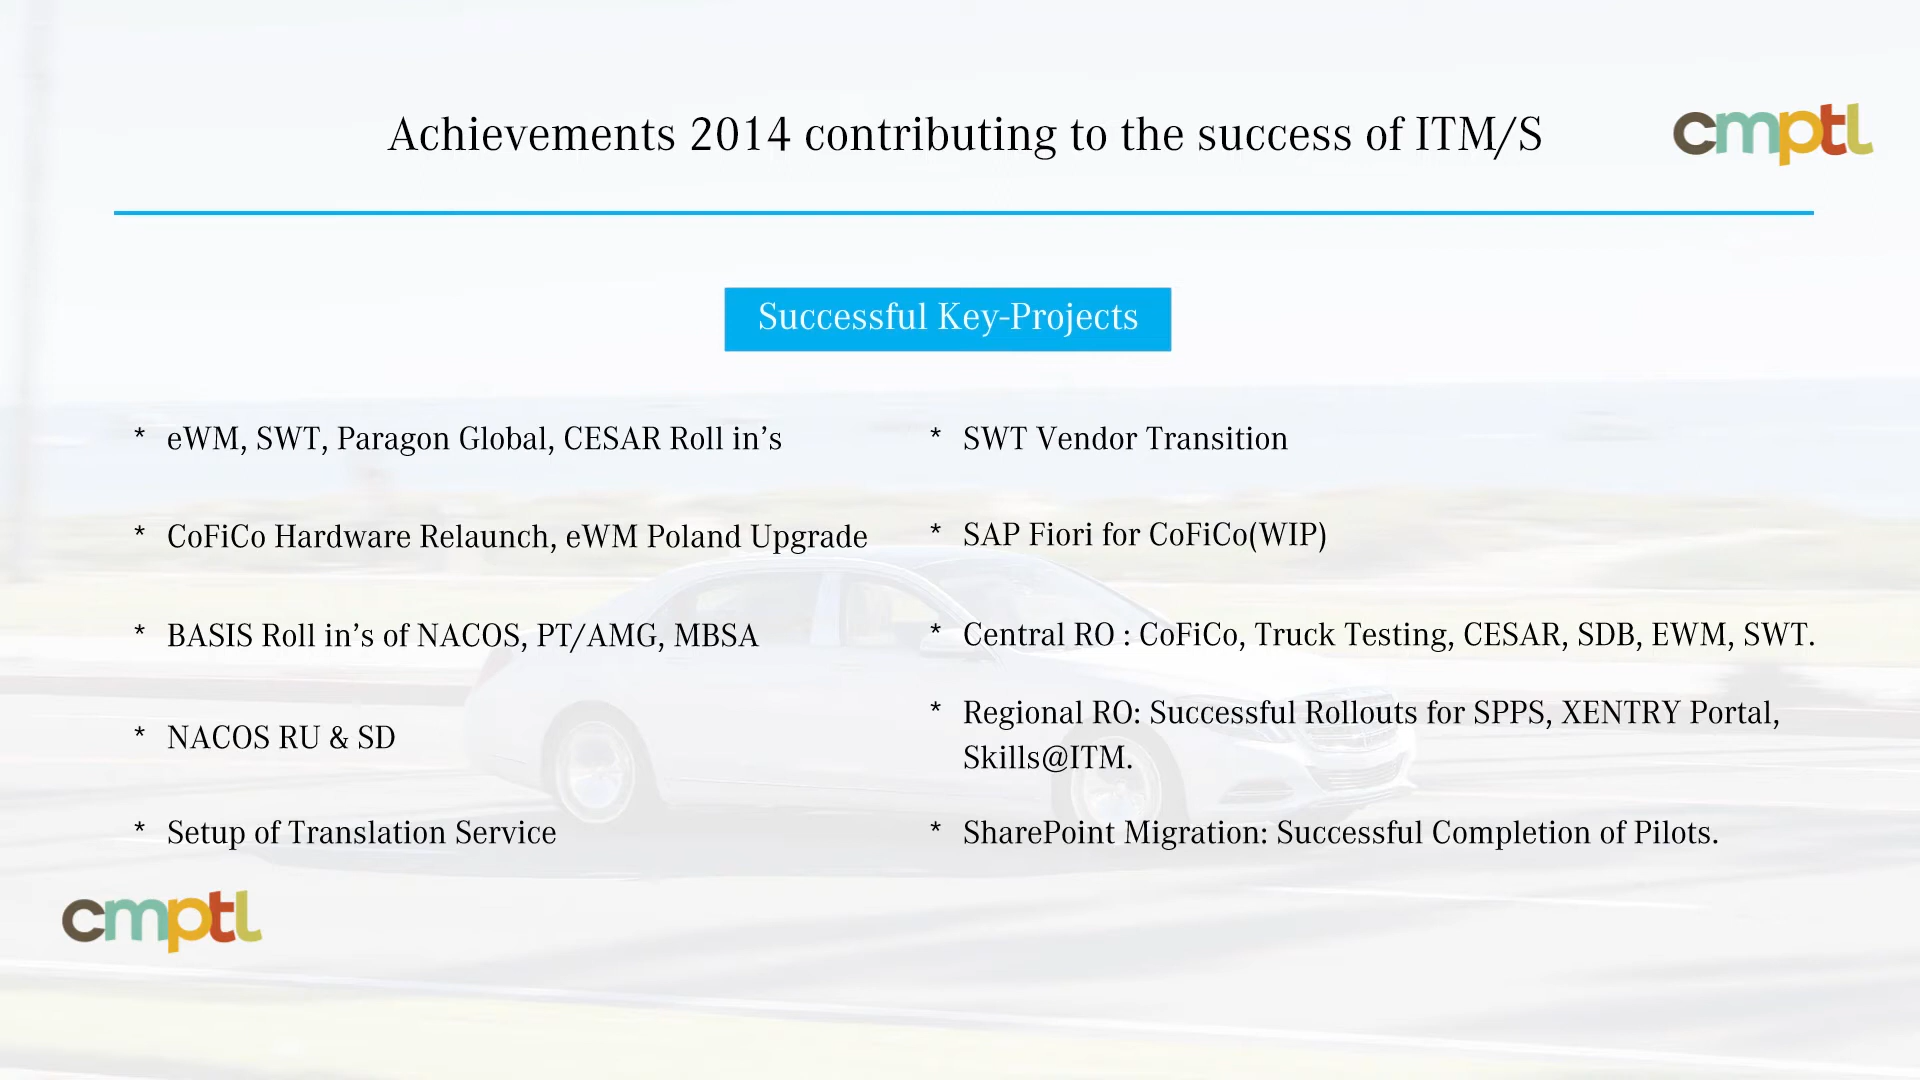 Achievements 2014 contributing to the success of ITM/S
cmptl
Successful Key-Projects
* eWM, SWT, Paragon Global, CESAR Roll in’s
* CoFiCo Hardware Relaunch, eWM Poland Upgrade
* BASIS Roll in’s of NACOS, PT/AMG, MBSA
* NACOS RU & SD
* Setup of Translation Service
* SWT Vendor Transition
* SAP Fiori for CoFiCo(WIP)
* Central RO : CoFiCo, Truck Testing, CESAR, SDB, EWM, SWT.
* Regional RO: Successful Rollouts for SPPS, XENTRY Portal,
Skills@ITM.
* SharePoint Migration: Successful Completion of Pilots.
cmptl